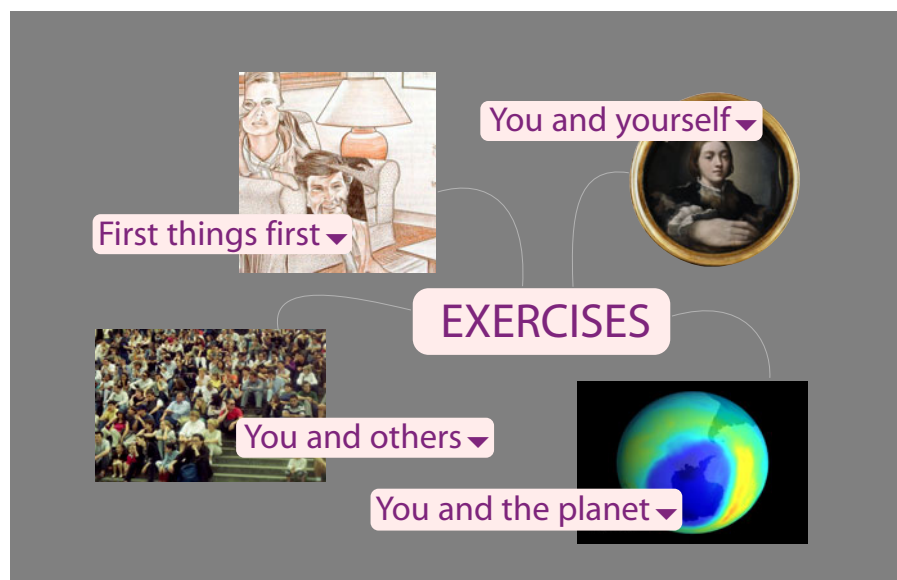 You and yourself
First things first
EXERCISES
You and others
You and the planet